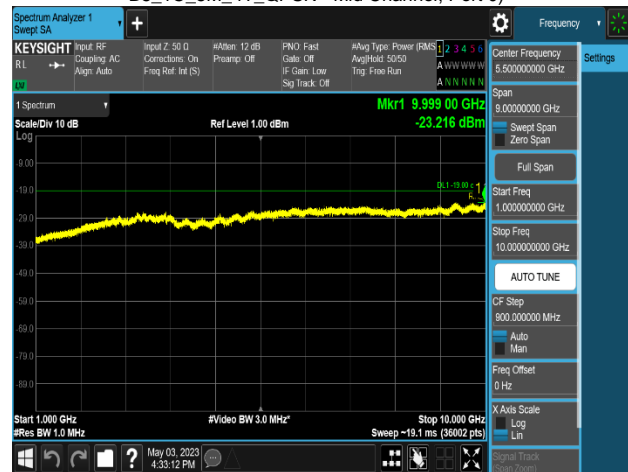 Spectrum Analyzer 1
Swept SA
Frequency
KEYSIGHT
RL
Input: RF
Coupling: AC
Align: Auto
Input Z: 50 Ω
Corrections: On
Freq Ref: Int (S)
#Atten: 12 dB
Preamp: Off
PNO: Fast
Gate: Off
IF Gain: Low
Sig Track: Off
#Avg Type: Power (RMS
Avg|Hold: 50/50
Trig: Free Run
1 2 3 4 5 6
A W W W W W
A N N N N N
1 Spectrum
Mkr1 9.999 00 GHz
-23.216 dBm
Scale/Div 10 dB
Ref Level 1.00 dBm
Log
-9.00
-19.0
-29.0
-39.0
-49.0
-59.0
-69.0
-79.0
-89.0
DL1 -19.00
1
Start 1.000 GHz
#Video BW 3.0 MHz*
Stop 10.000 GHz
#Res BW 1.0 MHz
Sweep ~19.1 ms (36002 pts)
May 03, 2023
4:33:12 PM
Center Frequency
5.500000000 GHz
Settings
Span
9.00000000 GHz
Swept Span
Zero Span
Full Span
Start Freq
1.000000000 GHz
Stop Freq
10.000000000 GHz
AUTO TUNE
CF Step
900.000000 MHz
Auto
Man
Freq Offset
0 Hz
X Axis Scale
Log
Lin
Signal Track
(Span Zoom)